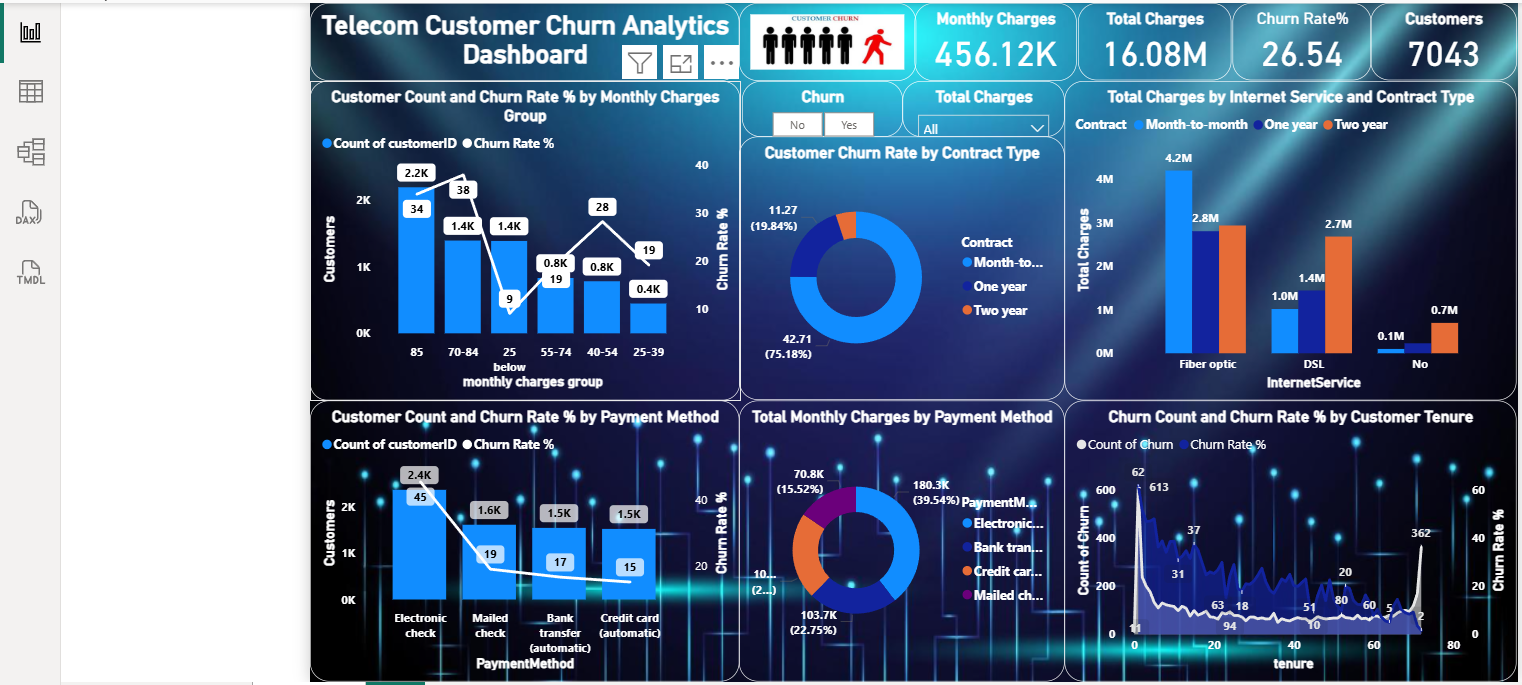 DAX
TMDL
Telecom Customer Churn Analytics
Dashboard
CUSTOMER CHURN
Monthly Charges
456.12K
Total Charges
16.08M
Churn Rate%
26.54
Customers
7043
Customer Count and Churn Rate % by Monthly Charges
Group
Count of customerID Churn Rate %
Customers
2K
1K
0K
40
30
20
10
Churn Rate %
2.2K
34
38
1.4K
1.4K
9
0.8K
19
28
0.8K
19
0.4K
85
70-84
25
below
55-74
40-54
25-39
monthly charges group
Churn
No
Yes
Total Charges
All
Customer Churn Rate by Contract Type
11.27
(19.84%)
42.71
(75.18%)
Contract
Month-to...
One year
Two year
Total Charges by Internet Service and Contract Type
Contract Month-to-month One year Two year
Total Charges
4M
3M
2M
1M
0M
4.2M
2.8M
1.0M
1.4M
2.7M
0.1M
0.7M
Fiber optic
DSL
No
InternetService
Customer Count and Churn Rate % by Payment Method
Count of customerID Churn Rate %
Customers
2K
1K
0K
40
20
Churn Rate %
2.4K
45
1.6K
19
1.5K
17
1.5K
15
Electronic
check
Mailed
check
Bank
transfer
(automatic)
Credit card
(automatic)
PaymentMethod
Total Monthly Charges by Payment Method
70.8K
(15.52%)
180.3K
(39.54%)
10...
(2...)
103.7K
(22.75%)
PaymentM...
Electronic...
Bank tran...
Credit car...
Mailed ch...
Churn Count and Churn Rate % by Customer Tenure
Count of Churn Churn Rate %
Count of Churn
600
400
200
0
60
40
20
0
Churn Rate %
62
613
37
31
63
18
94
51
10
20
80
60
5
2
362
11
0
20
40
60
80
tenure